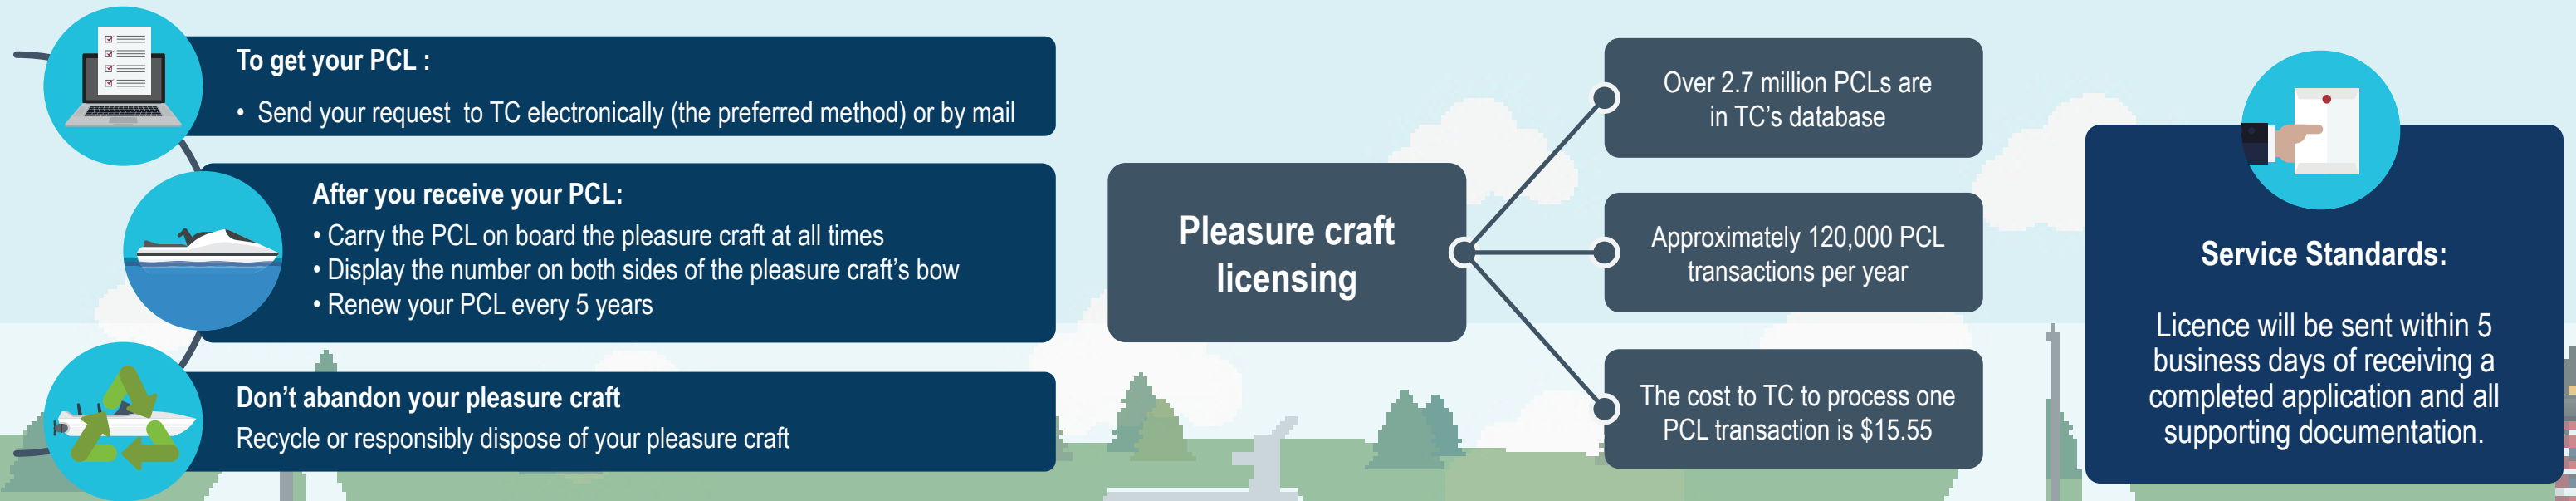 To get your PCL :
• Send your request  to TC electronically (the preferred method) or by mail
After you receive your PCL:
• Carry the PCL on board the pleasure craft at all times
• Display the number on both sides of the pleasure craft’s bow
• Renew your PCL every 5 years
Don’t abandon your pleasure craft
Recycle or responsibly dispose of your pleasure craft
Pleasure craft
licensing
Over 2.7 million PCLs are
in TC’s database
Approximately 120,000 PCL
transactions per year
The cost to TC to process one
PCL transaction is $15.55
Service Standards:
Licence will be sent within 5
business days of receiving a
completed application and all
supporting documentation.